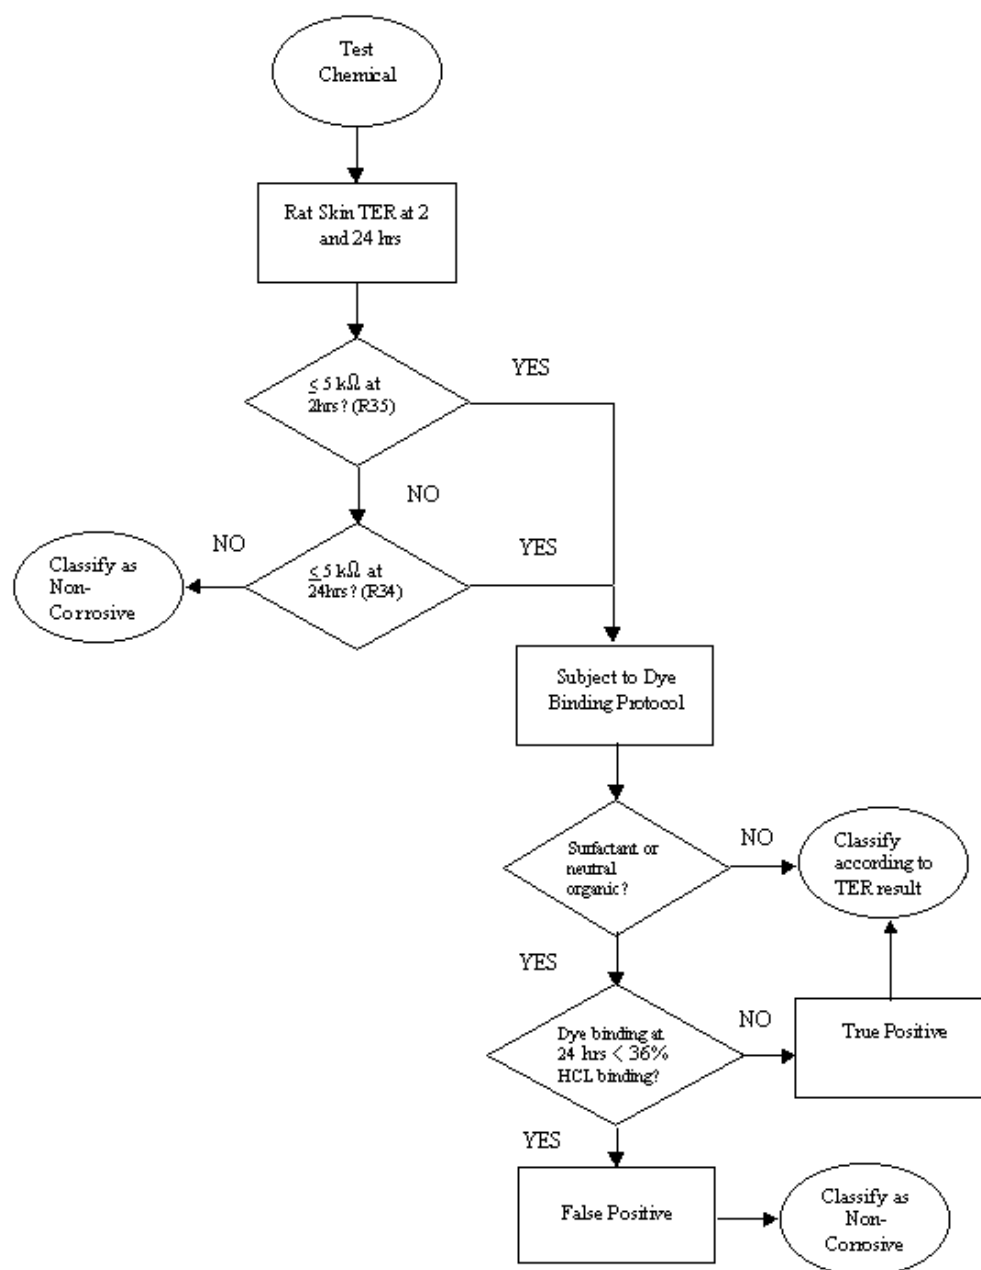 Test
Chemical
Rat Skin TER at 2
and 24 hrs
≤ 5 kΩ at
2hrs? (R35)
YES
NO
≤ 5 kΩ at
24hrs? (R34)
NO
YES
Classify as
Non-
Corrosive
Subject to Dye
Binding Protocol
Surfactant or
neutral
organic?
NO
Classify
according to
TER result
YES
Dye binding at
24 hrs < 36%
HCL binding?
NO
True Positive
YES
False Positive
Classify as
Non-
Corrosive